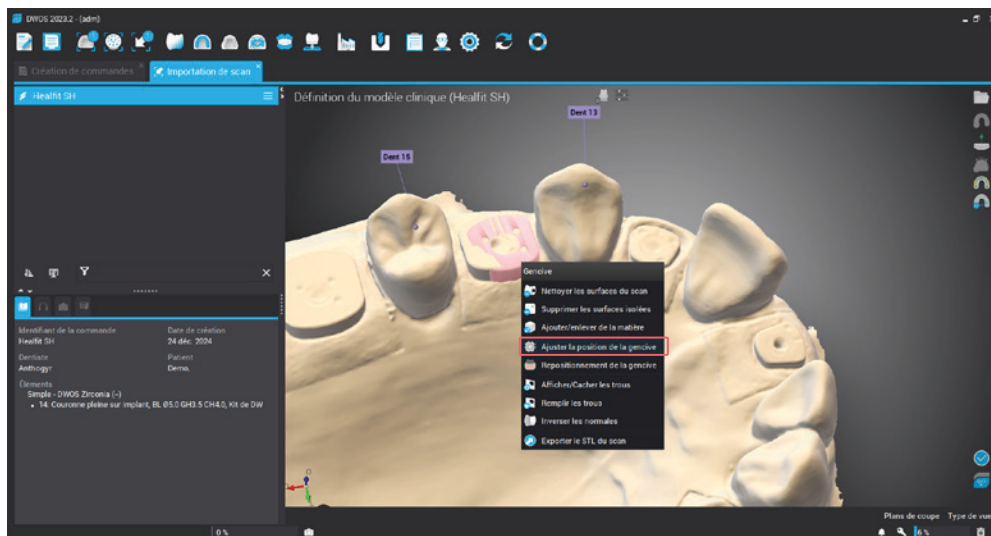 DWOS 2023.2 - (adm)
Création de commandes
Importation de scan
Healfit SH
Définition du modèle clinique (Healfit SH)
Dent 13
Dent 15
Gencive
Nettoyer les surfaces du scan
Supprimer les surfaces isolées
Ajouter/enlever de la matière
Ajuster la position de la gencive
Repositionnement de la gencive
Afficher/Cacher les trous
Remplir les trous
Inverser les normales
Exporter le STL du scan
Identifiant de la commande
Healfit SH
Date de création
24 déc. 2024
Dentiste
Anthogyr
Patient
Demo,
Éléments
Simple - DWOS Zirconia (-)
14: Couronne pleine sur implant, BL Ø5.0 GH3.5 CH4.0, Kit de DW
Plans de coupe Type de vue
0 %
6 %